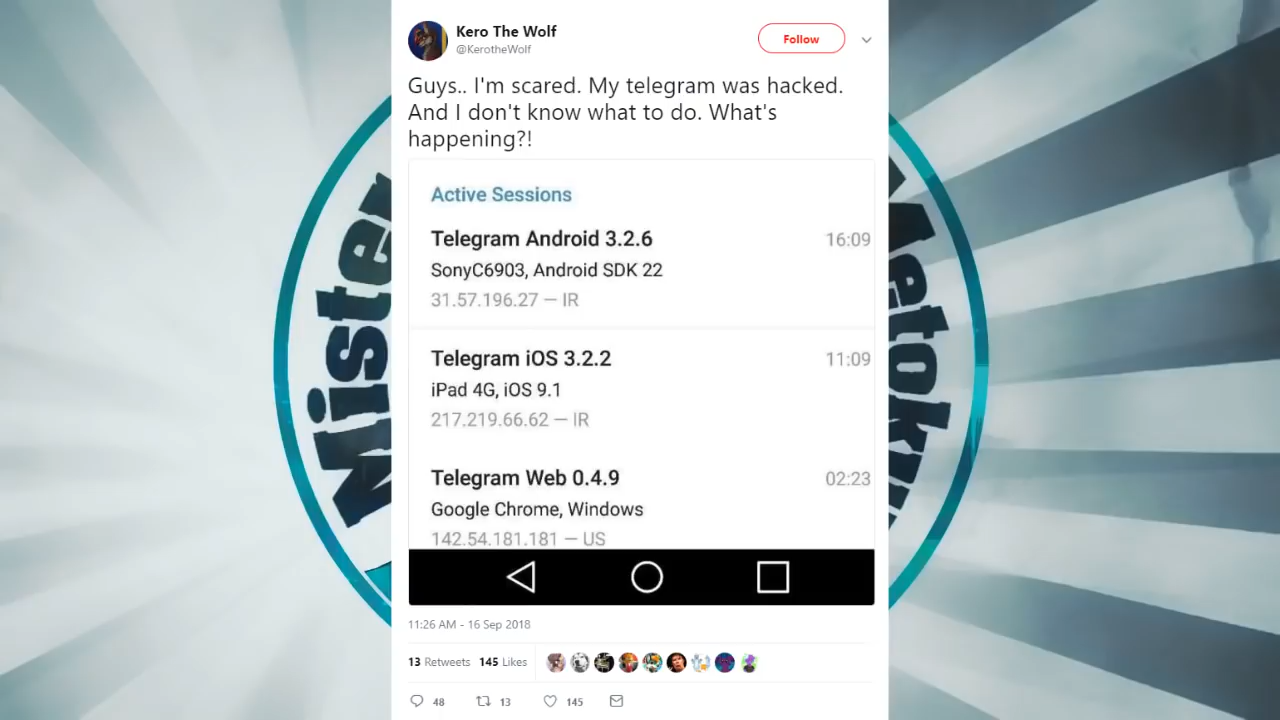 Kero The Wolf
@KerotheWolf
Follow
Guys.. I'm scared. My telegram was hacked.
And I don't know what to do. What's
happening?!
Active Sessions
Telegram Android 3.2.6
16:09
SonyC6903, Android SDK 22
31.57.196.27 — IR
Telegram iOS 3.2.2
11:09
iPad 4G, iOS 9.1
217.219.66.62 — IR
Telegram Web 0.4.9
02:23
Google Chrome, Windows
142.54.181.181 — US
11:26 AM - 16 Sep 2018
13 Retweets 145 Likes
48 13 145
Mister
Metokur